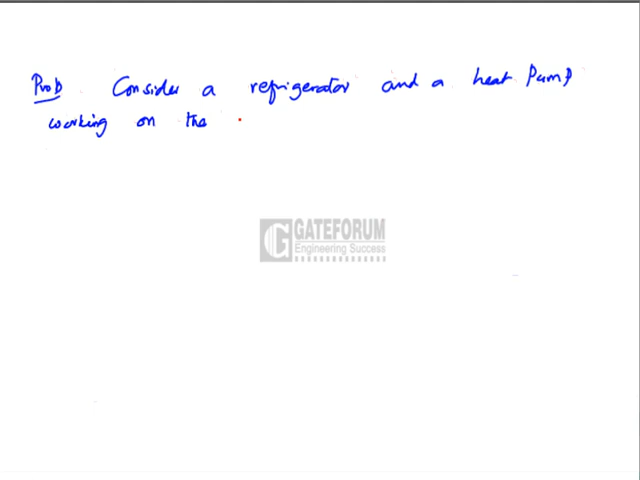 Prob Consider a refrigerator and a heat Pump
working on the
GATEFORUM
Engineering Success